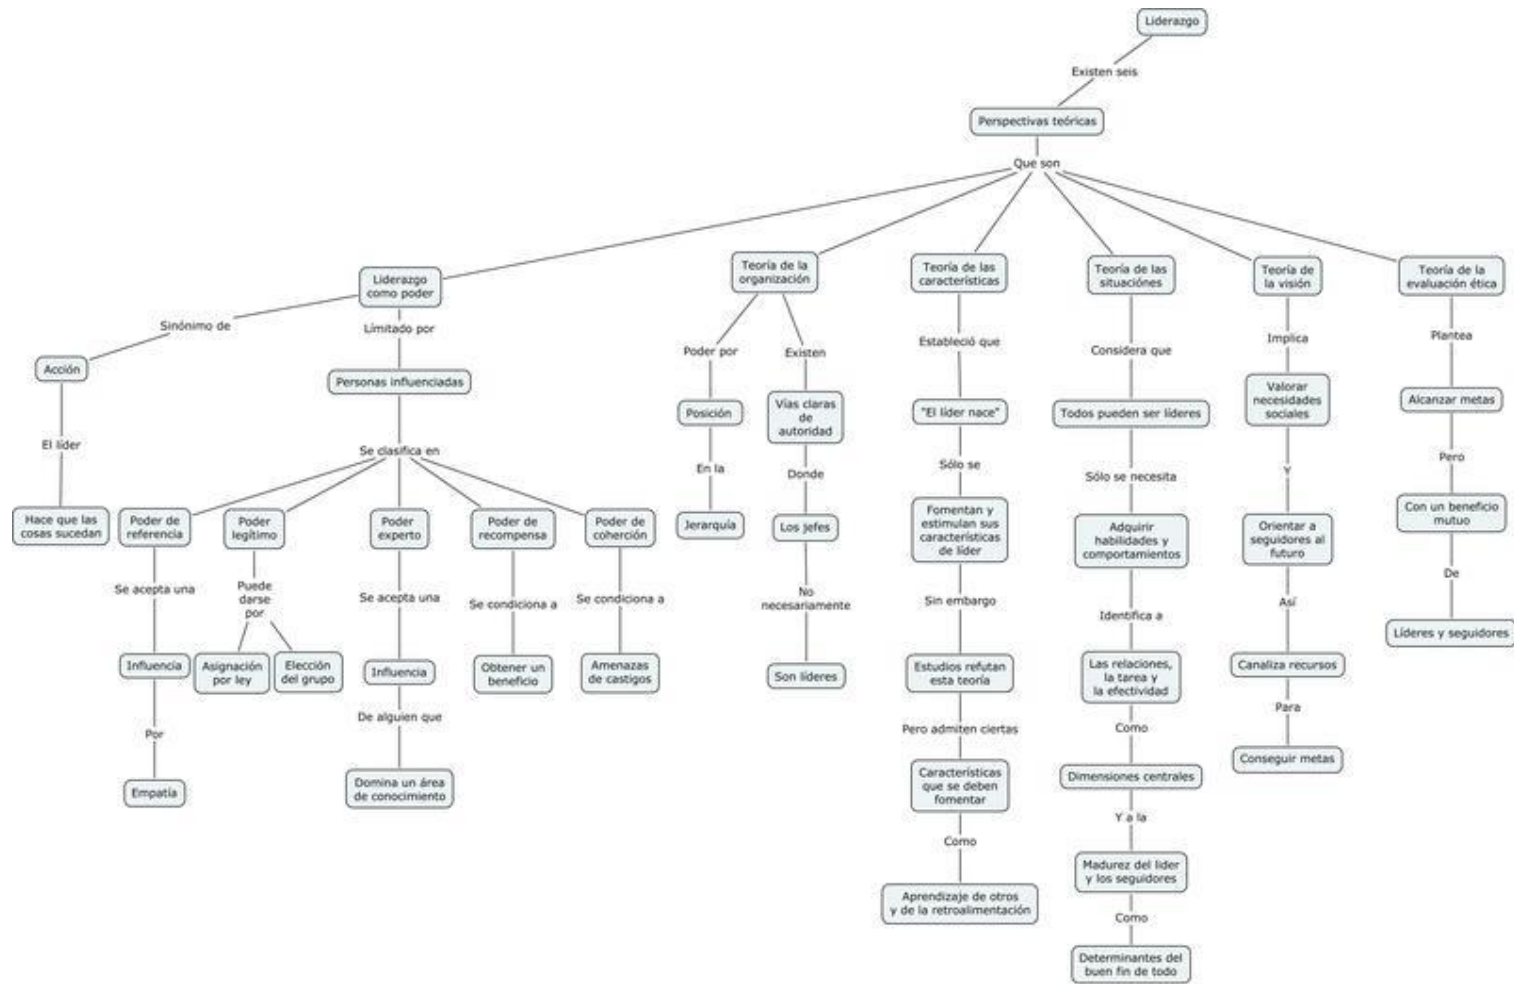 Liderazgo
Existen seis
Perspectivas teóricas
Que son
Liderazgo
como poder
Sinónimo de
Acción
El líder
Hace que las
cosas sucedan
Límitado por
Personas influenciadas
Se clasifica en
Poder de
referencia
Se acepta una
Influencia
Por
Empatía
Poder
legítimo
Puede
darse
por
Asignación
por ley
Elección
del grupo
Poder
experto
Se acepta una
Influencia
De alguien que
Domina un área
de conocimiento
Poder de
recompensa
Se condiciona a
Obtener un
beneficio
Poder de
coherción
Se condiciona a
Amenazas
de castigos
Teoría de la
organización
Poder por
Posición
En la
Jerarquía
Existen
Vías claras
de
autoridad
Donde
Los jefes
No
necesariamente
Son líderes
Teoría de las
características
Estableció que
"El líder nace"
Sólo se
Fomentan y
estimulan sus
características
de líder
Sin embargo
Estudios refutan
esta teoría
Pero admiten ciertas
Características
que se deben
fomentar
Como
Aprendizaje de otros
y de la retroalimentación
Teoría de las
situaciónes
Considera que
Todos pueden ser líderes
Sólo se necesita
Adquirir
habilidades y
comportamientos
Identifica a
Las relaciones,
la tarea y
la efectividad
Como
Dimensiones centrales
Y a la
Madurez del lider
y los seguidores
Como
Determinantes del
buen fin de todo
Teoría de
la visión
Implica
Valorar
necesidades
sociales
Y
Orientar a
seguidores al
futuro
Así
Canaliza recursos
Para
Conseguir metas
Teoría de la
evaluación ética
Plantea
Alcanzar metas
Pero
Con un beneficio
mutuo
De
Líderes y seguidores